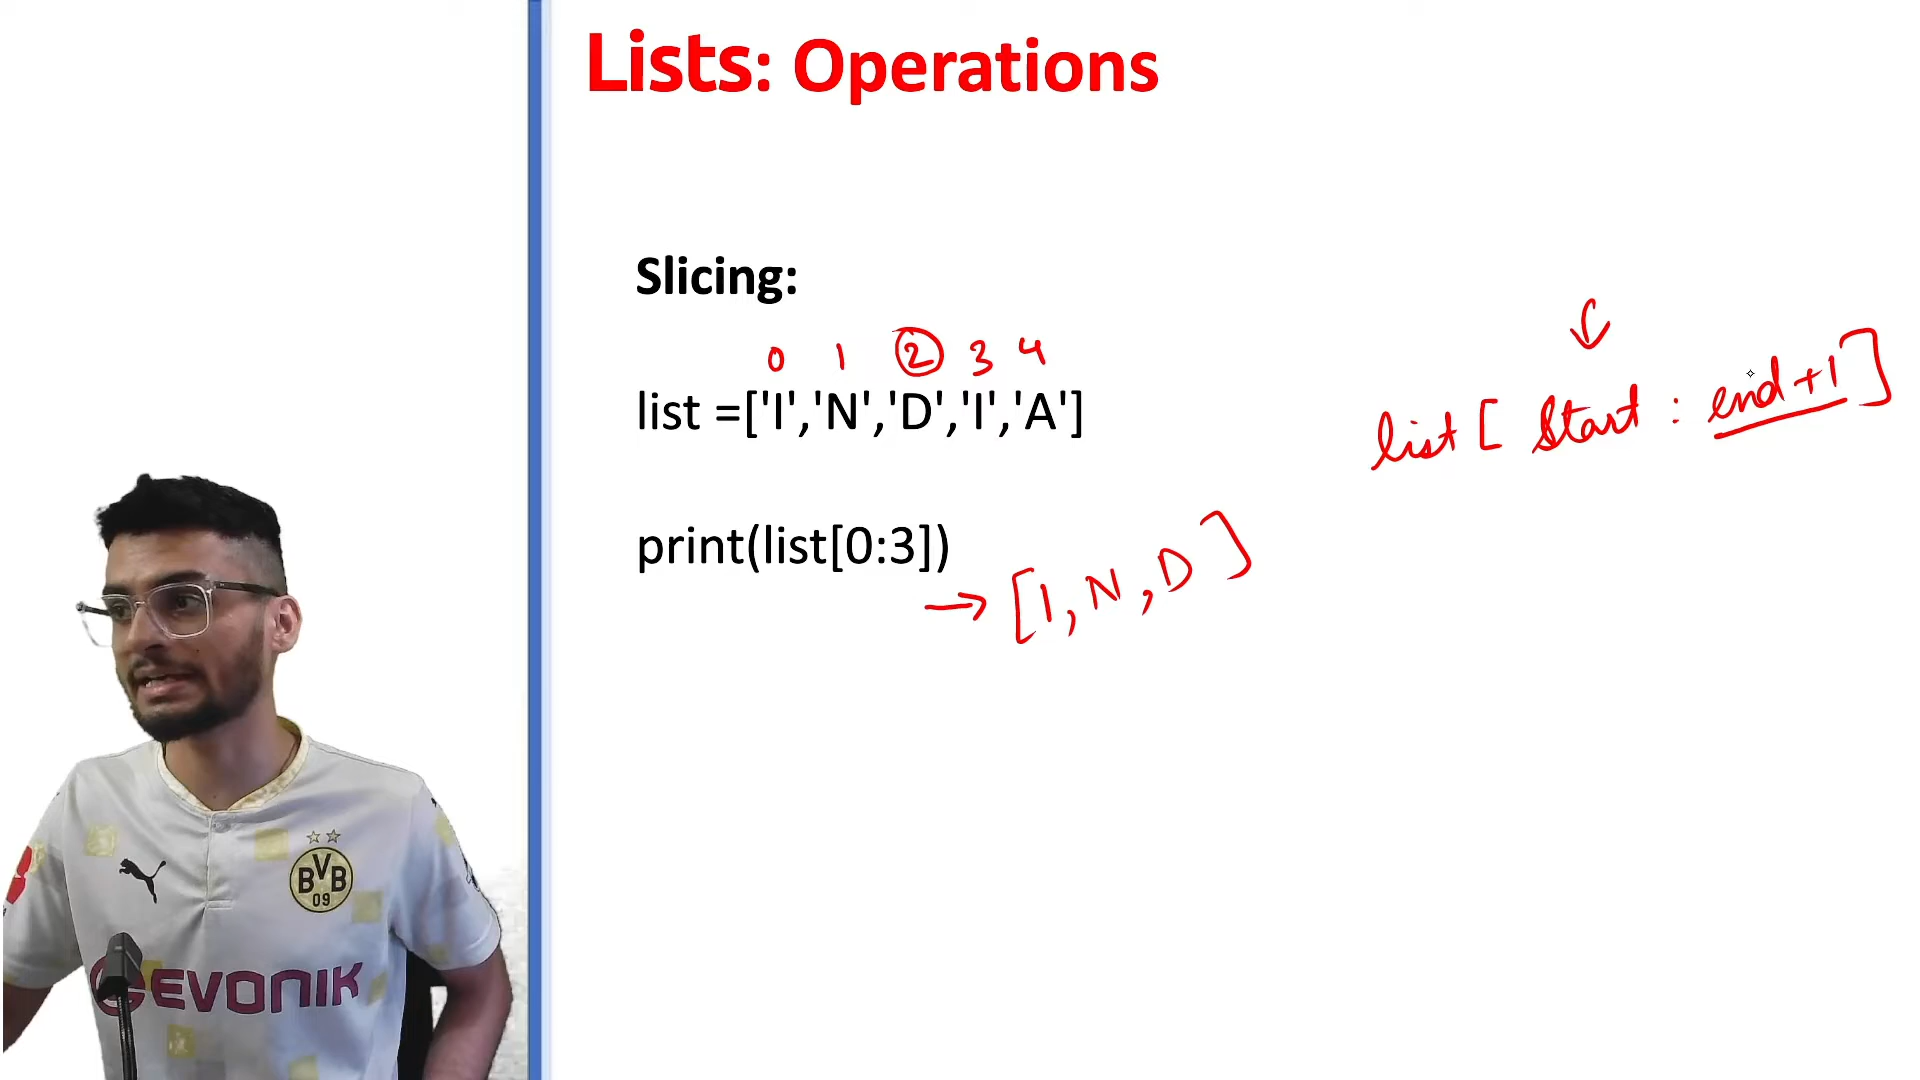 Lists: Operations
Slicing:
0 1 2 3 4
list =['I','N','D','I','A']
list [ Start : end+1 ]
print(list[0:3])
→ [I, N, D]
BVB
09
EVONIK